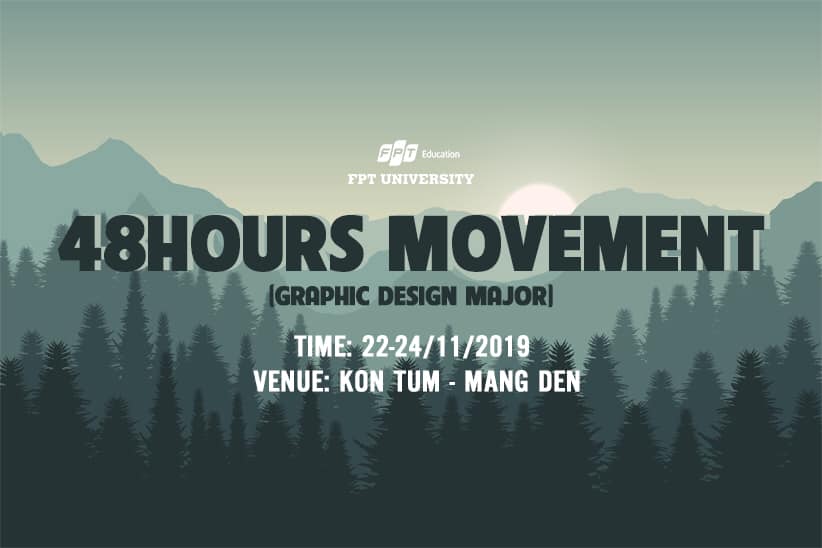 FPT Education
FPT UNIVERSITY
48HOURS MOVEMENT
(GRAPHIC DESIGN MAJOR)
TIME: 22-24/11/2019
VENUE: KON TUM - MANG DEN